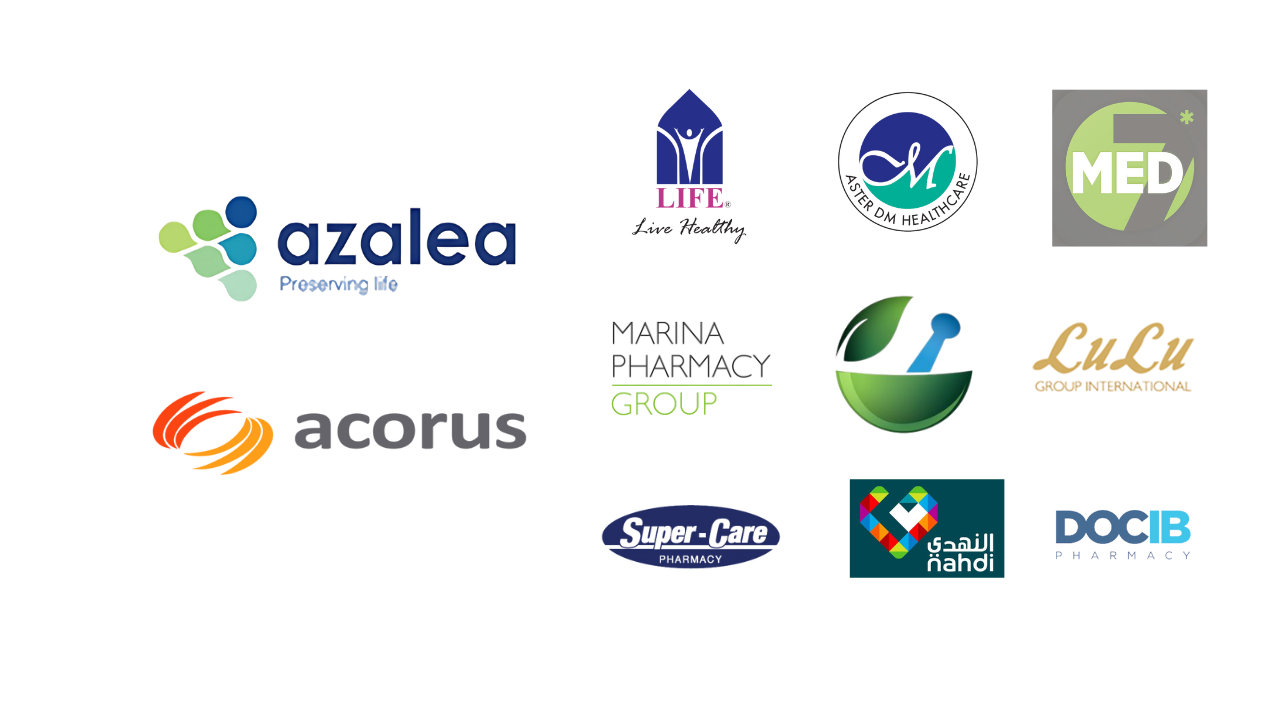 azalea
Preserving life
acorus
LIFE®
Live Healthy
M
ASTER DM HEALTHCARE
7*
MED
MARINA
PHARMACY
GROUP
LuLu
GROUP INTERNATIONAL
Super-Care
PHARMACY
النهدي
nahdi
DOCIB
PHARMACY